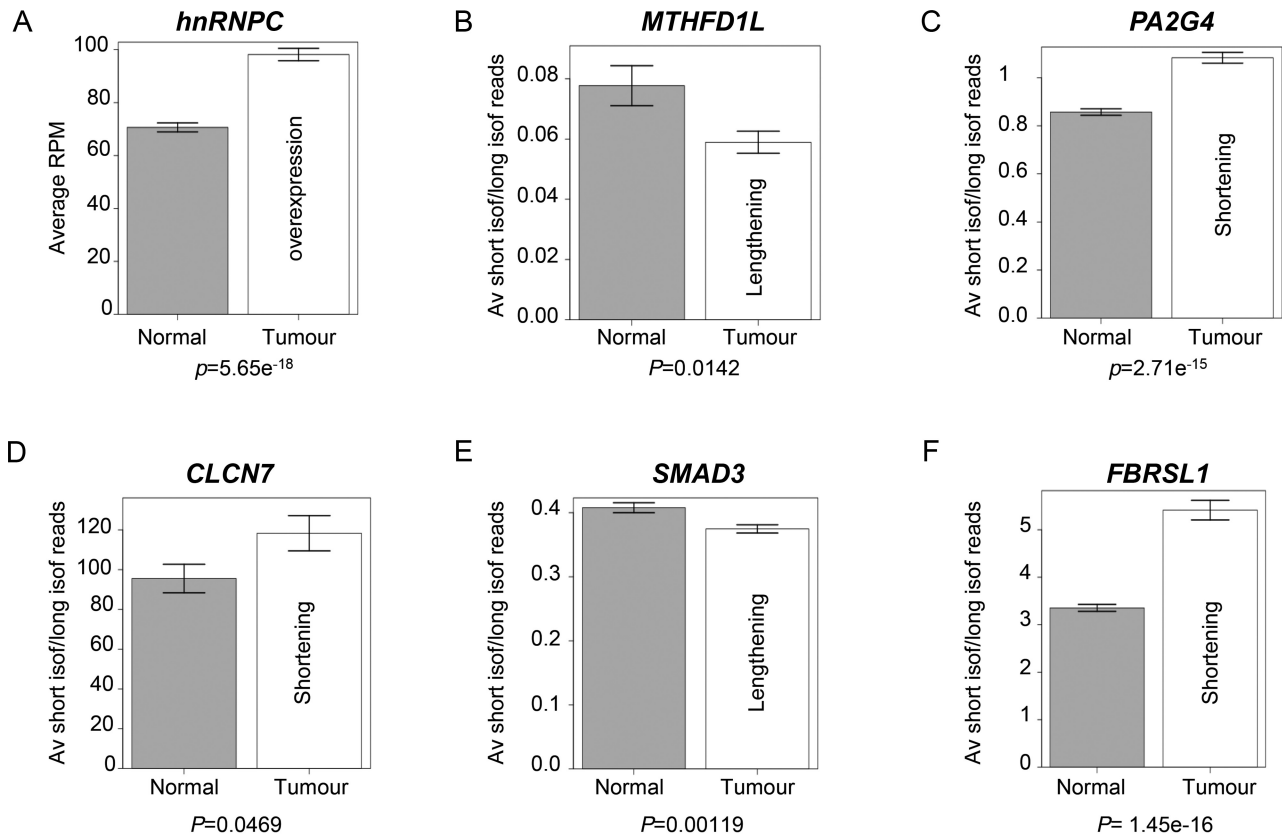 A
hnRNPC
Average RPM
100
80
60
40
20
0
overexpression
Normal Tumour
p=5.65e-18
B
MTHFD1L
Av short isof/long isof reads
0.08
0.06
0.04
0.02
0.00
Lengthening
Normal Tumour
P=0.0142
C
PA2G4
Av short isof/long isof reads
1
0.8
0.6
0.4
0.2
0.0
Shortening
Normal Tumour
p=2.71e-15
D
CLCN7
Av short isof/long isof reads
120
100
80
60
40
20
0
Shortening
Normal Tumour
P=0.0469
E
SMAD3
Av short isof/long isof reads
0.4
0.3
0.2
0.1
0.0
Lengthening
Normal Tumour
P=0.00119
F
FBRSL1
Av short isof/long isof reads
5
4
3
2
1
0
Shortening
Normal Tumour
P= 1.45e-16